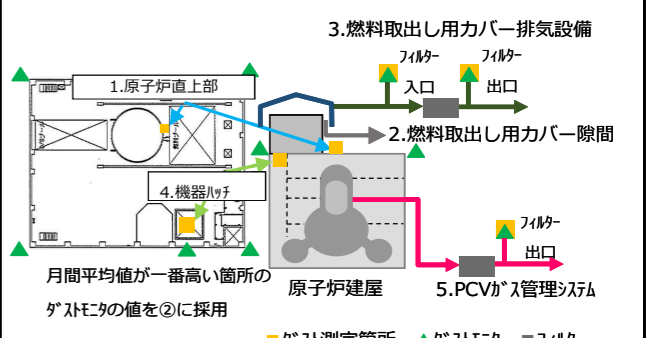 3.燃料取出し用カバー排気設備
フィルター
フィルター
入口
出口
1.原子炉直上部
2.燃料取出し用カバー隙間
4.機器ハッチ
フィルター
出口
月間平均値が一番高い箇所の
ダストモニタの値を②に採用
原子炉建屋
5.PCVガス管理システム